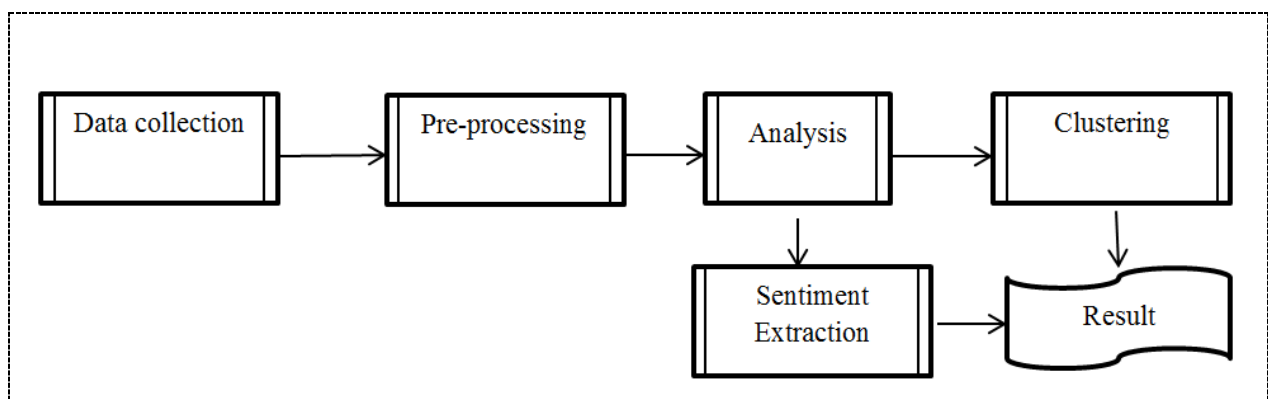 Data collection
Pre-processing
Analysis
Clustering
Sentiment
Extraction
Result